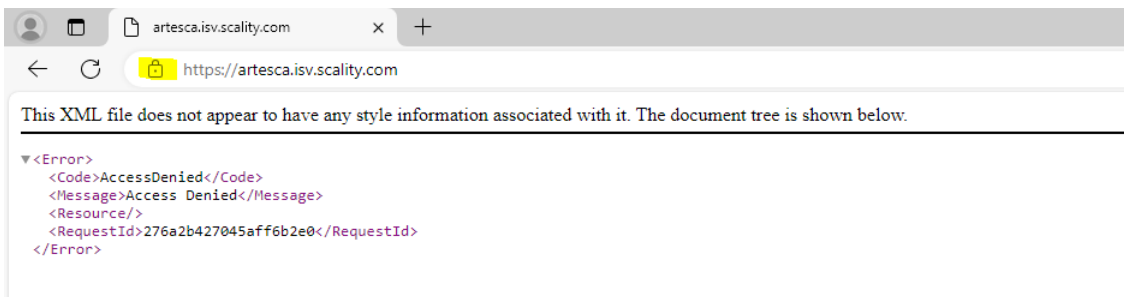 artesca.isv.scality.com
https://artesca.isv.scality.com
This XML file does not appear to have any style information associated with it. The document tree is shown below.
▼<Error>
<Code>AccessDenied</Code>
<Message>Access Denied</Message>
<Resource/>
<RequestId>276a2b427045aff6b2e0</RequestId>
</Error>